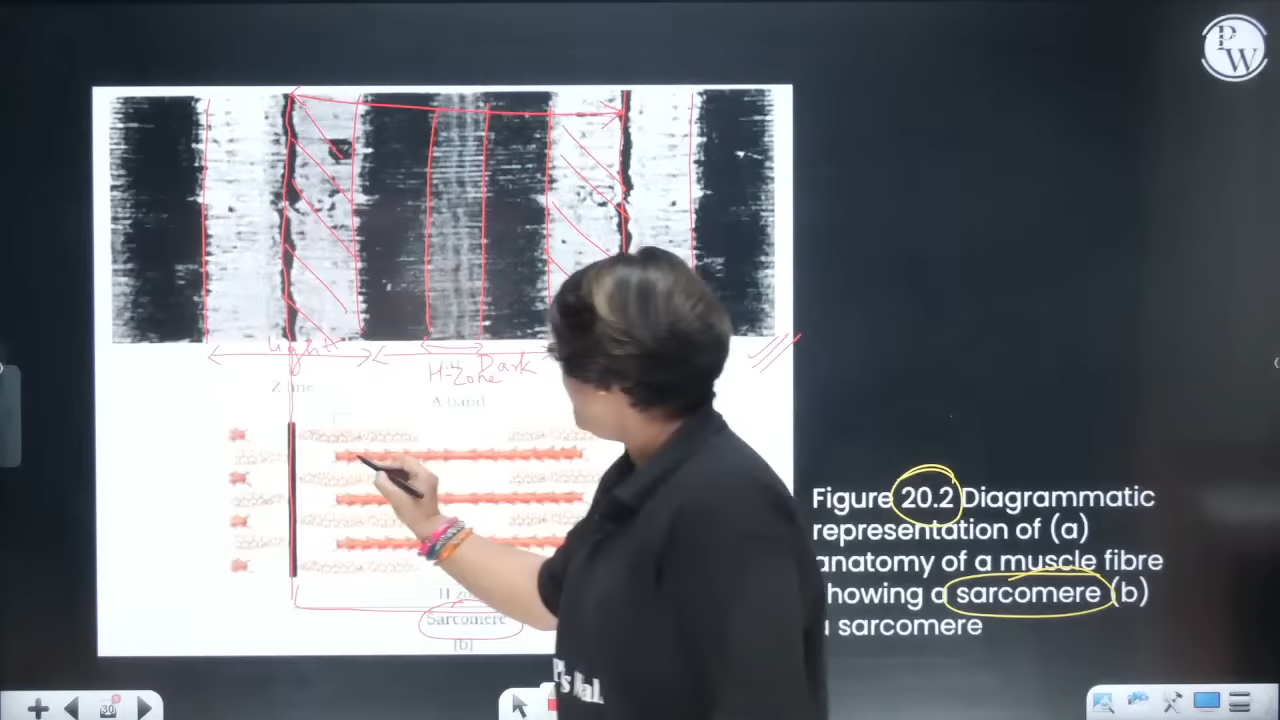 PW
Light
Dark
H-Zone
Z line
A band
Sarcomere
(b)
Figure 20.2 Diagrammatic
representation of (a)
anatomy of a muscle fibre
howing a sarcomere (b)
sarcomere
30